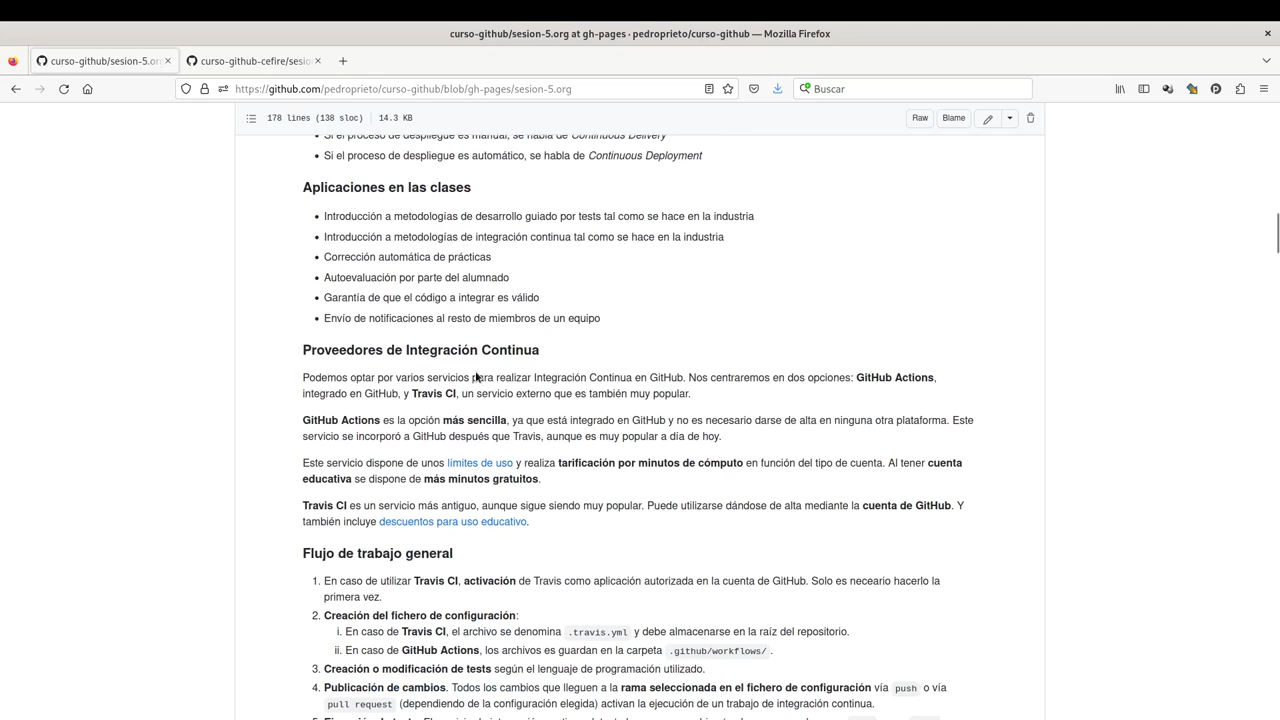 curso-github/sesion-5.org at gh-pages · pedroprieto/curso-github — Mozilla Firefox
curso-github/sesion-5.or
curso-github-cefire/sesio
https://github.com/pedroprieto/curso-github/blob/gh-pages/sesion-5.org
Buscar
178 lines (138 sloc) 14.3 KB
Raw
Blame
Si el proceso de despliegue es manual, se habla de Continuous Delivery
Si el proceso de despliegue es automático, se habla de Continuous Deployment
Aplicaciones en las clases
Introducción a metodologías de desarrollo guiado por tests tal como se hace en la industria
Introducción a metodologías de integración continua tal como se hace en la industria
Corrección automática de prácticas
Autoevaluación por parte del alumnado
Garantía de que el código a integrar es válido
Envío de notificaciones al resto de miembros de un equipo
Proveedores de Integración Continua
Podemos optar por varios servicios para realizar Integración Continua en GitHub. Nos centraremos en dos opciones: GitHub Actions,
integrado en GitHub, y Travis CI, un servicio externo que es también muy popular.
GitHub Actions es la opción más sencilla, ya que está integrado en GitHub y no es necesario darse de alta en ninguna otra plataforma. Este
servicio se incorporó a GitHub después que Travis, aunque es muy popular a día de hoy.
Este servicio dispone de unos límites de uso y realiza tarificación por minutos de cómputo en función del tipo de cuenta. Al tener cuenta
educativa se dispone de más minutos gratuitos.
Travis CI es un servicio más antiguo, aunque sigue siendo muy popular. Puede utilizarse dándose de alta mediante la cuenta de GitHub. Y
también incluye descuentos para uso educativo.
Flujo de trabajo general
1. En caso de utilizar Travis CI, activación de Travis como aplicación autorizada en la cuenta de GitHub. Solo es neceario hacerlo la
primera vez.
2. Creación del fichero de configuración:
i. En caso de Travis CI, el archivo se denomina .travis.yml y debe almacenarse en la raíz del repositorio.
ii. En caso de GitHub Actions, los archivos es guardan en la carpeta .github/workflows/ .
3. Creación o modificación de tests según el lenguaje de programación utilizado.
4. Publicación de cambios. Todos los cambios que lleguen a la rama seleccionada en el fichero de configuración vía push o vía
pull request (dependiendo de la configuración elegida) activan la ejecución de un trabajo de integración continua.